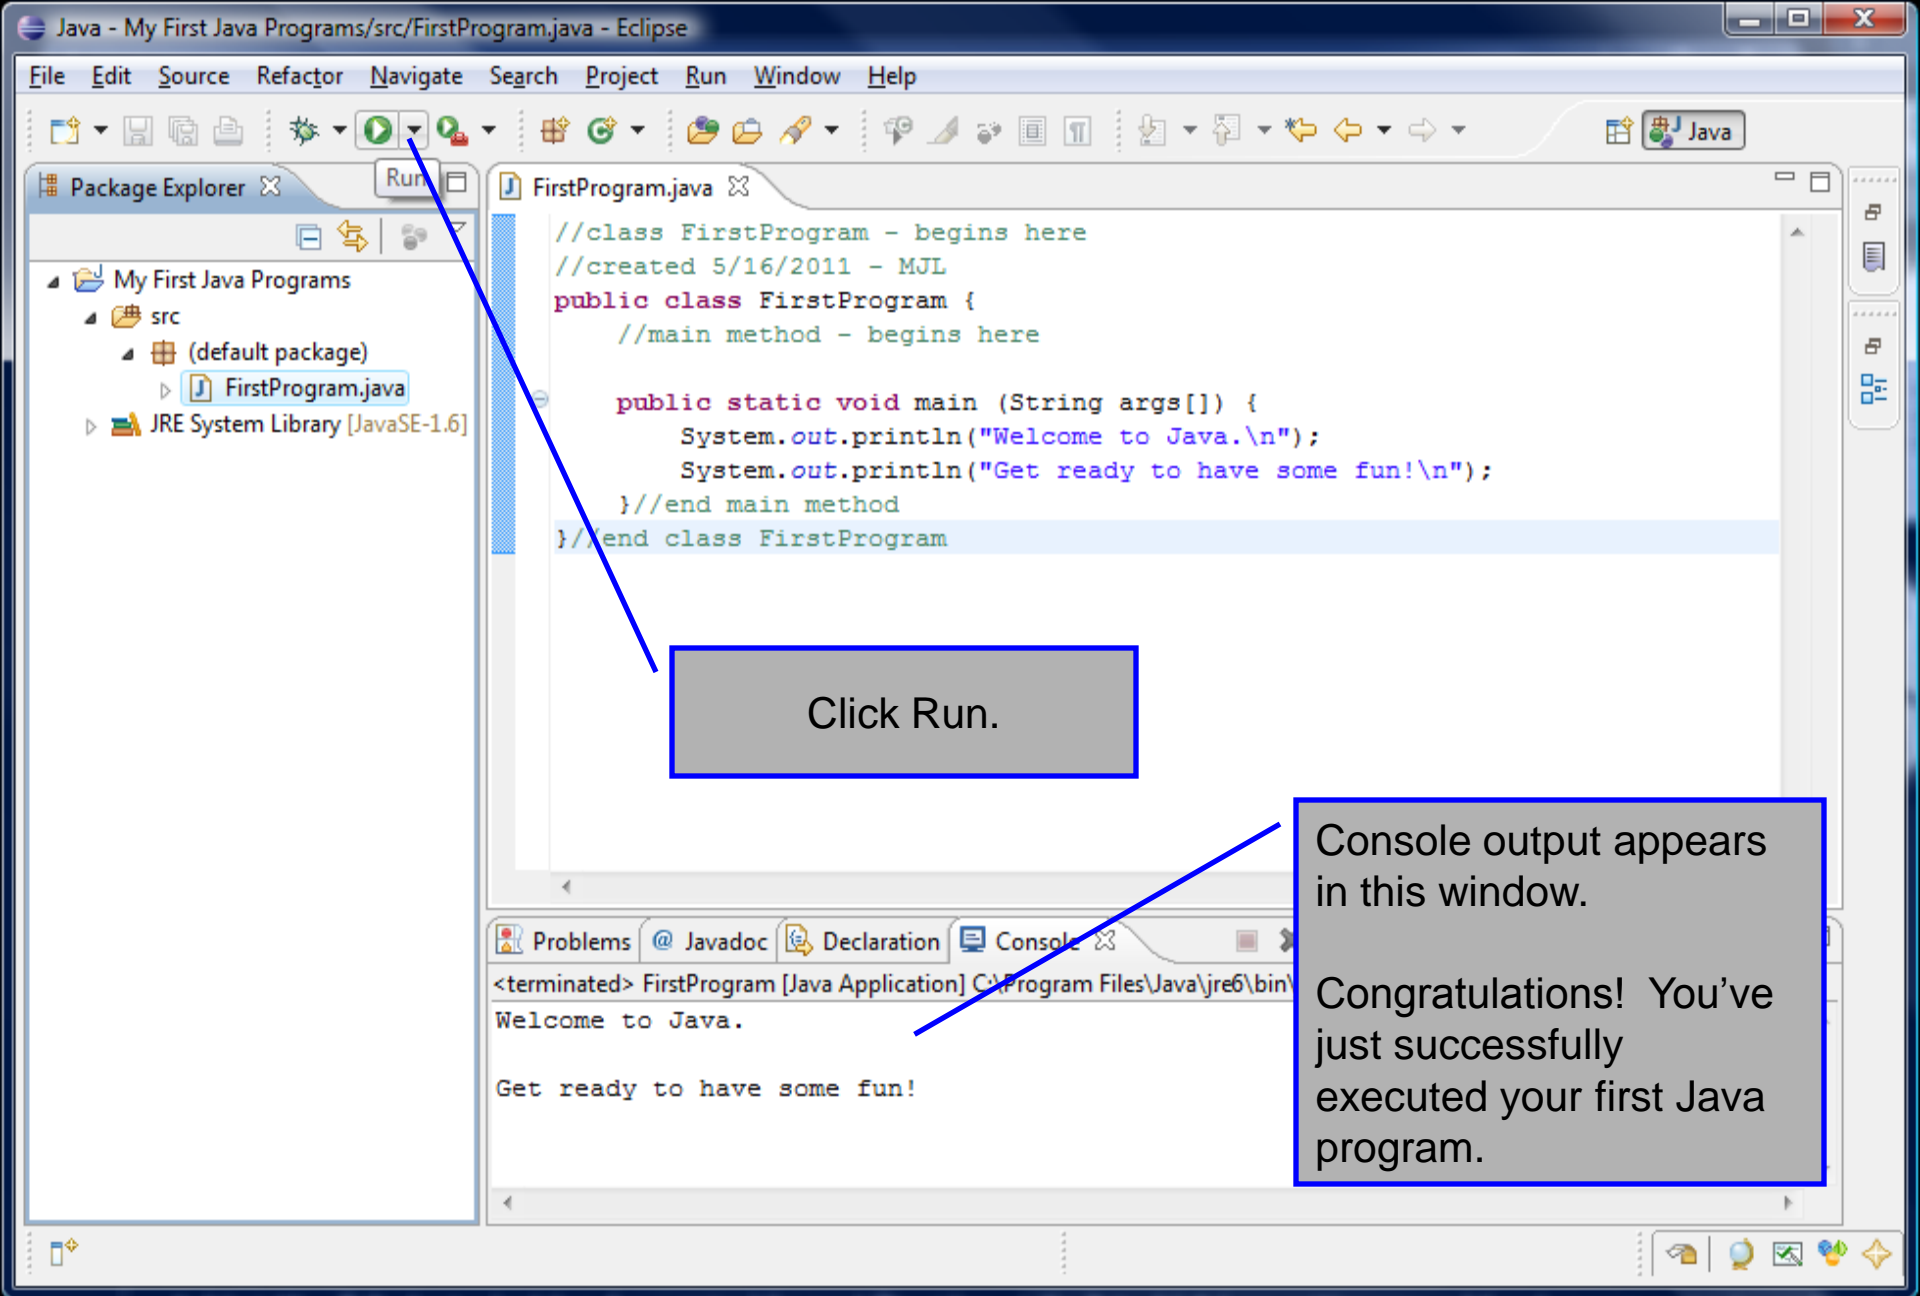 Java - My First Java Programs/src/FirstProgram.java - Eclipse
File Edit Source Refactor Navigate Search Project Run Window Help
Java
Package Explorer
Run
FirstProgram.java
My First Java Programs
src
(default package)
FirstProgram.java
JRE System Library [JavaSE-1.6]
//class FirstProgram - begins here
//created 5/16/2011 - MJL
public class FirstProgram {
//main method - begins here
public static void main (String args[]) {
System.out.println("Welcome to Java.\n");
System.out.println("Get ready to have some fun!\n");
}//end main method
}//end class FirstProgram
Click Run.
Console output appears
in this window.
Congratulations! You’ve
just successfully
executed your first Java
program.
Problems @ Javadoc Declaration Console
<terminated> FirstProgram [Java Application] C:\Program Files\Java\jre6\bin\
Welcome to Java.
Get ready to have some fun!